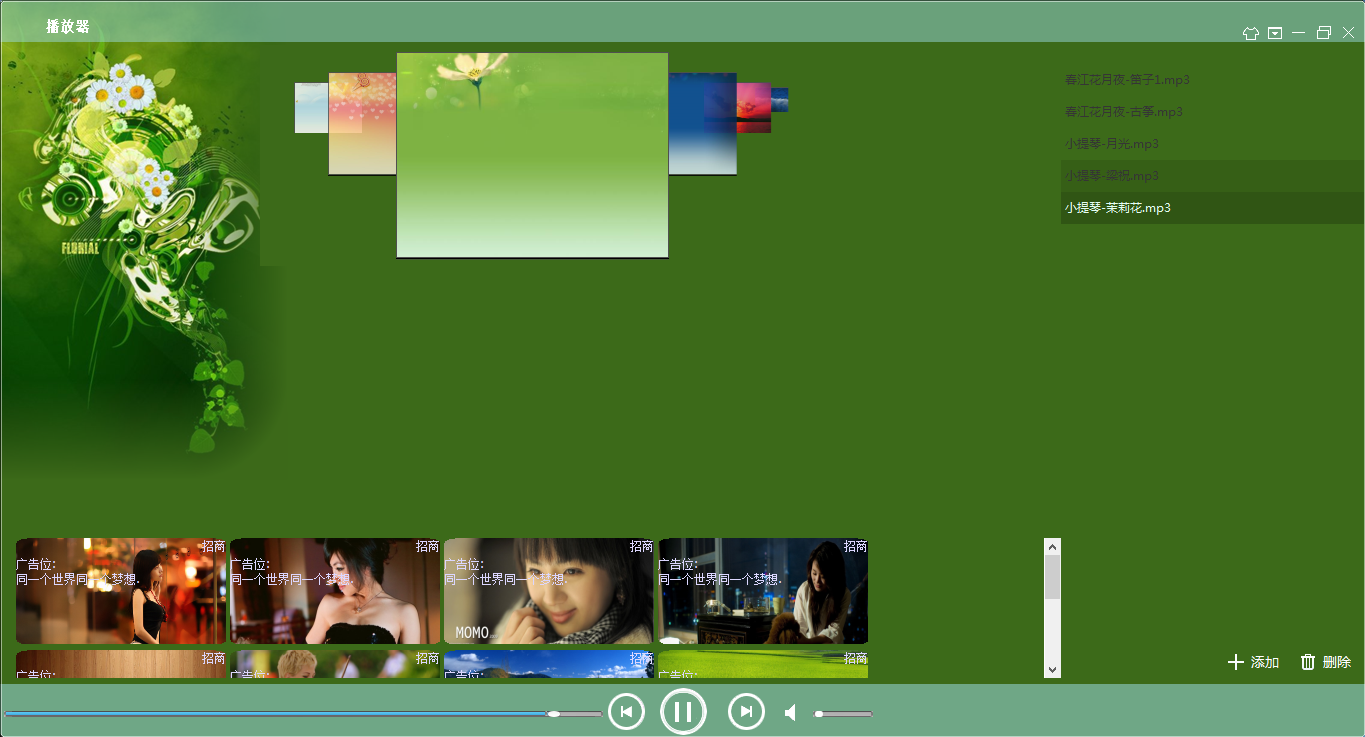 播放器
春江花月夜-笛子1.mp3
春江花月夜-古筝.mp3
小提琴-月光.mp3
小提琴-梁祝.mp3
小提琴-茉莉花.mp3
FLORIAL
招商
广告位:
同一个世界同一个梦想.
招商
广告位:
同一个世界同一个梦想.
招商
广告位:
同一个世界同一个梦想.
MOMO...
招商
广告位:
同一个世界同一个梦想.
招商
广告位:
招商
广告位:
招商
广告位:
招商
广告位:
添加
删除